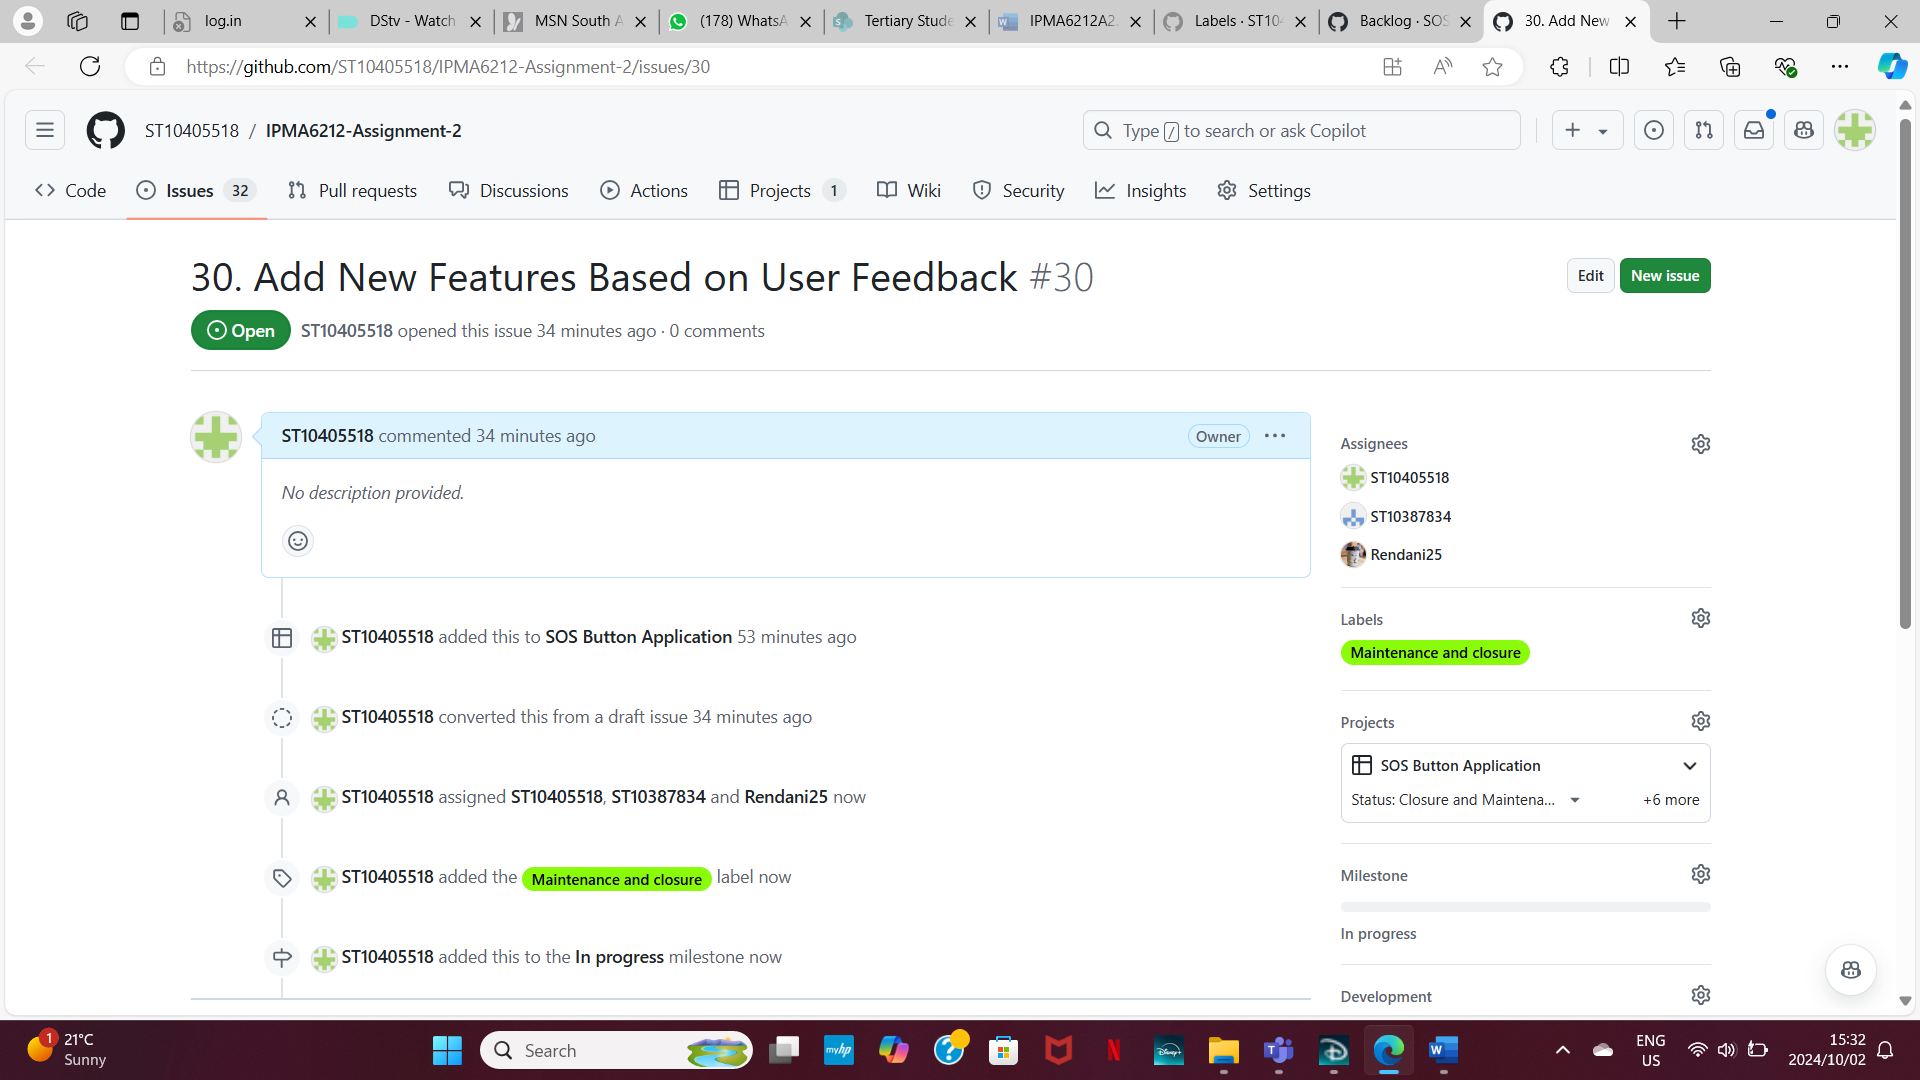 log.in
DStv - Watch
MSN South A
(178) WhatsA
Tertiary Stude
IPMA6212A2.
Labels · ST104
Backlog · SOS
30. Add New
https://github.com/ST10405518/IPMA6212-Assignment-2/issues/30
ST10405518 / IPMA6212-Assignment-2
Type / to search or ask Copilot
Code
Issues 32
Pull requests
Discussions
Actions
Projects 1
Wiki
Security
Insights
Settings
30. Add New Features Based on User Feedback #30
Edit
New issue
Open
ST10405518 opened this issue 34 minutes ago · 0 comments
ST10405518 commented 34 minutes ago
Owner
No description provided.
ST10405518 added this to SOS Button Application 53 minutes ago
ST10405518 converted this from a draft issue 34 minutes ago
ST10405518 assigned ST10405518, ST10387834 and Rendani25 now
ST10405518 added the Maintenance and closure label now
ST10405518 added this to the In progress milestone now
Assignees
ST10405518
ST10387834
Rendani25
Labels
Maintenance and closure
Projects
SOS Button Application
Status: Closure and Maintena...
+6 more
Milestone
In progress
Development
1
21°C
Sunny
Search
myhp
Disney+
ENG
US
15:32
2024/10/02